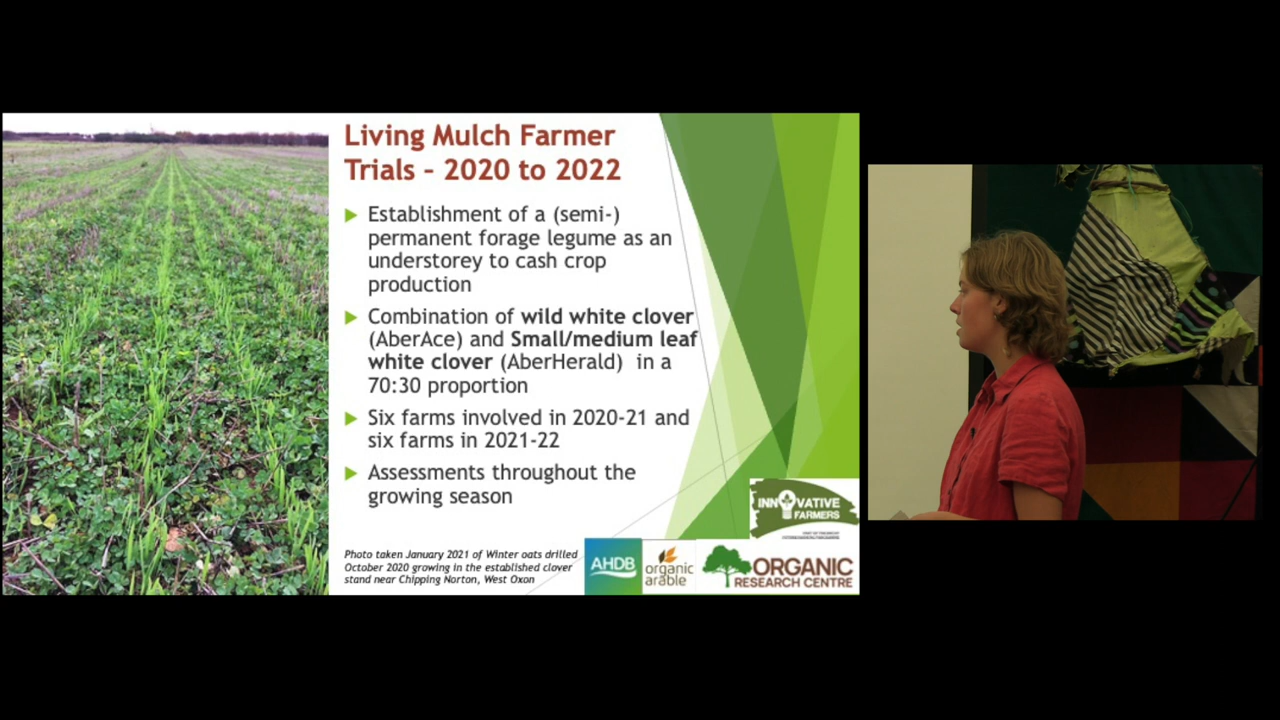 Living Mulch Farmer
Trials – 2020 to 2022
Establishment of a (semi-)
permanent forage legume as an
understorey to cash crop
production
Combination of wild white clover
(AberAce) and Small/medium leaf
white clover (AberHerald) in a
70:30 proportion
Six farms involved in 2020-21 and
six farms in 2021-22
Assessments throughout the
growing season
Photo taken January 2021 of Winter oats drilled
October 2020 growing in the established clover
stand near Chipping Norton, West Oxon
INNOVATIVE
FARMERS
AHDB
organic
arable
ORGANIC
RESEARCH CENTRE